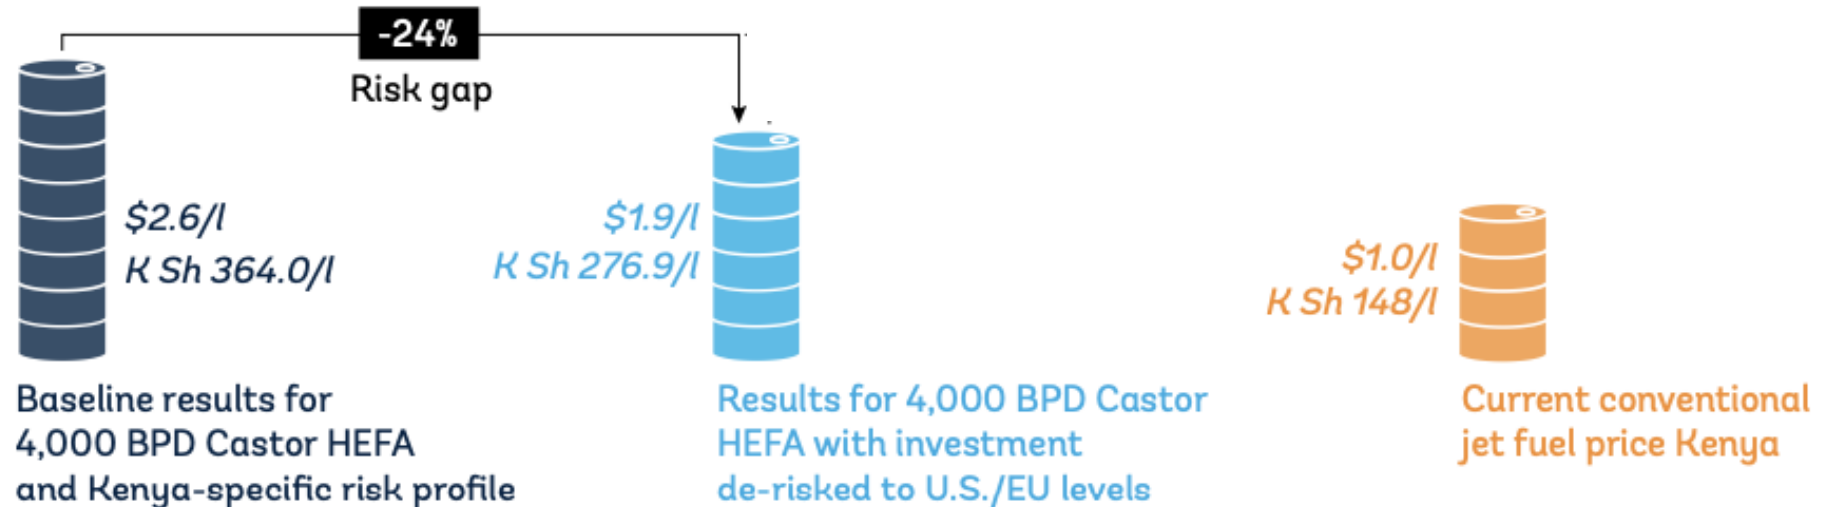 -24%
Risk gap
$2.6/l
K Sh 364.0/l
$1.9/l
K Sh 276.9/l
$1.0/l
K Sh 148/l
Baseline results for
4,000 BPD Castor HEFA
and Kenya-specific risk profile
Results for 4,000 BPD Castor
HEFA with investment
de-risked to U.S./EU levels
Current conventional
jet fuel price Kenya